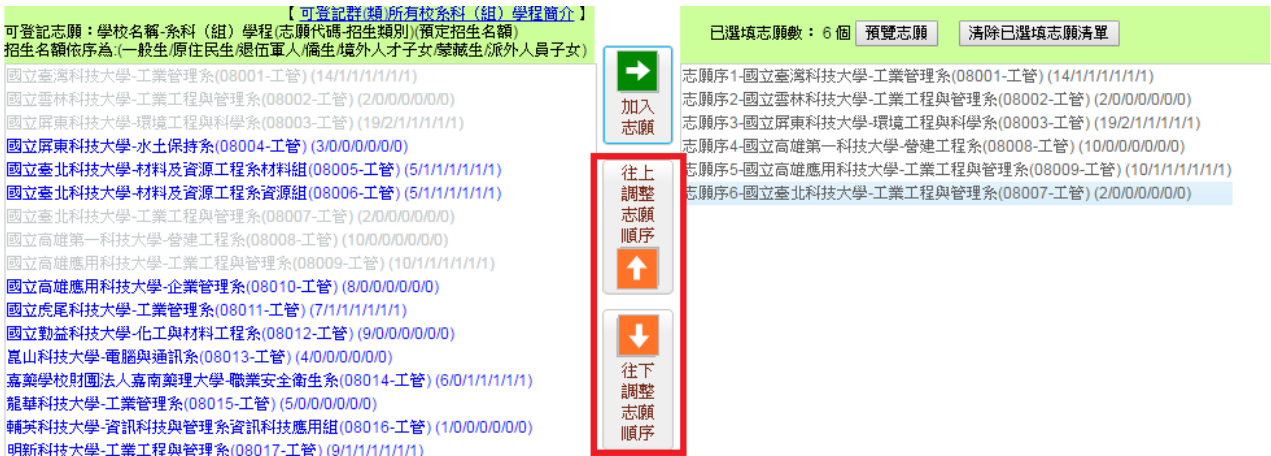 【可登記群(類)所有校系科（組）學程簡介】
可登記志願：學校名稱-系科（組）學程(志願代碼-招生類別)(預定招生名額)
招生名額依序為:(一般生/原住民生/退伍軍人/僑生/境外人才子女/蒙藏生/派外人員子女)
國立臺灣科技大學-工業管理系(08001-工管) (14/1/1/1/1/1/1)
國立雲林科技大學-工業工程與管理系(08002-工管) (2/0/0/0/0/0/0)
國立屏東科技大學-環境工程與科學系(08003-工管) (19/2/1/1/1/1/1)
國立屏東科技大學-水土保持系(08004-工管) (3/0/0/0/0/0/0)
國立臺北科技大學-材料及資源工程系材料組(08005-工管) (5/1/1/1/1/1/1)
國立臺北科技大學-材料及資源工程系資源組(08006-工管) (5/1/1/1/1/1/1)
國立臺北科技大學-工業工程與管理系(08007-工管) (2/0/0/0/0/0/0)
國立高雄第一科技大學-營建工程系(08008-工管) (10/0/0/0/0/0/0)
國立高雄應用科技大學-工業工程與管理系(08009-工管) (10/1/1/1/1/1/1)
國立高雄應用科技大學-企業管理系(08010-工管) (8/0/0/0/0/0/0)
國立虎尾科技大學-工業管理系(08011-工管) (7/1/1/1/1/1/1)
國立勤益科技大學-化工與材料工程系(08012-工管) (9/0/0/0/0/0/0)
崑山科技大學-電腦與通訊系(08013-工管) (4/0/0/0/0/0/0)
嘉藥學校財團法人嘉南藥理大學-職業安全衛生系(08014-工管) (6/0/1/1/1/1/1)
龍華科技大學-工業管理系(08015-工管) (5/0/0/0/0/0/0)
輔英科技大學-資訊科技與管理系資訊科技應用組(08016-工管) (1/0/0/0/0/0/0)
明新科技大學-工業工程與管理系(08017-工管) (9/1/1/1/1/1/1)
加入
志願
往上
調整
志願
順序
往下
調整
志願
順序
已選填志願數：6個 預覽志願 清除已選填志願清單
志願序1-國立臺灣科技大學-工業管理系(08001-工管) (14/1/1/1/1/1/1)
志願序2-國立雲林科技大學-工業工程與管理系(08002-工管) (2/0/0/0/0/0/0)
志願序3-國立屏東科技大學-環境工程與科學系(08003-工管) (19/2/1/1/1/1/1)
志願序4-國立高雄第一科技大學-營建工程系(08008-工管) (10/0/0/0/0/0/0)
志願序5-國立高雄應用科技大學-工業工程與管理系(08009-工管) (10/1/1/1/1/1/1)
志願序6-國立臺北科技大學-工業工程與管理系(08007-工管) (2/0/0/0/0/0/0)